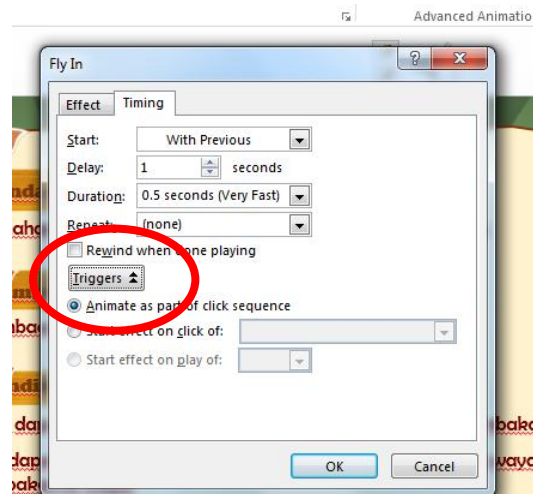 Advanced Animatio
Fly In
Effect Timing
Start: With Previous
Delay: 1 seconds
Duration: 0.5 seconds (Very Fast)
Repeat: (none)
Rewind when done playing
Triggers
Animate as part of click sequence
Start effect on click of:
Start effect on play of:
OK Cancel